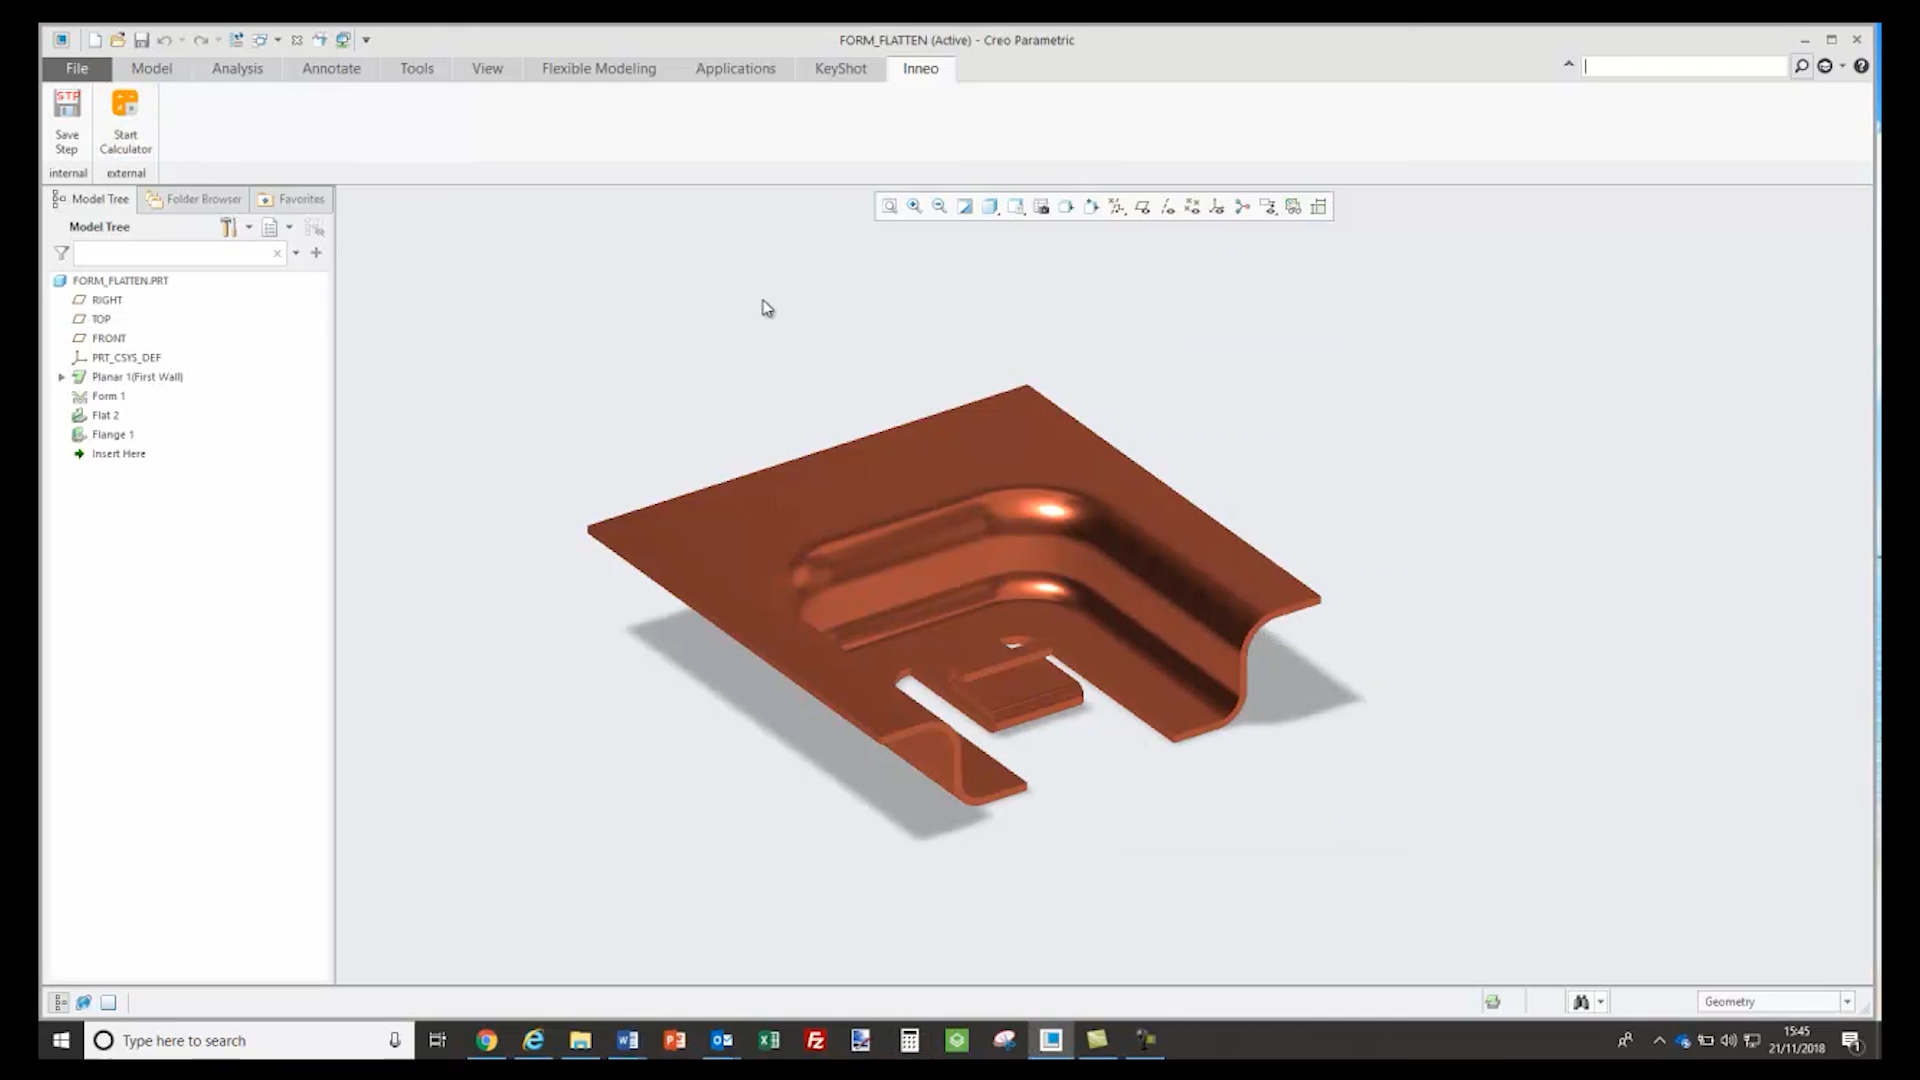 FORM_FLATTEN (Active) - Creo Parametric
File Model Analysis Annotate Tools View Flexible Modeling Applications KeyShot Inneo
STP
Save Step
Start Calculator
internal external
Model Tree Folder Browser Favorites
Model Tree
FORM_FLATTEN.PRT
RIGHT
TOP
FRONT
PRT_CSYS_DEF
Planar 1(First Wall)
Form 1
Flat 2
Flange 1
Insert Here
Geometry
Type here to search
15:45
21/11/2018